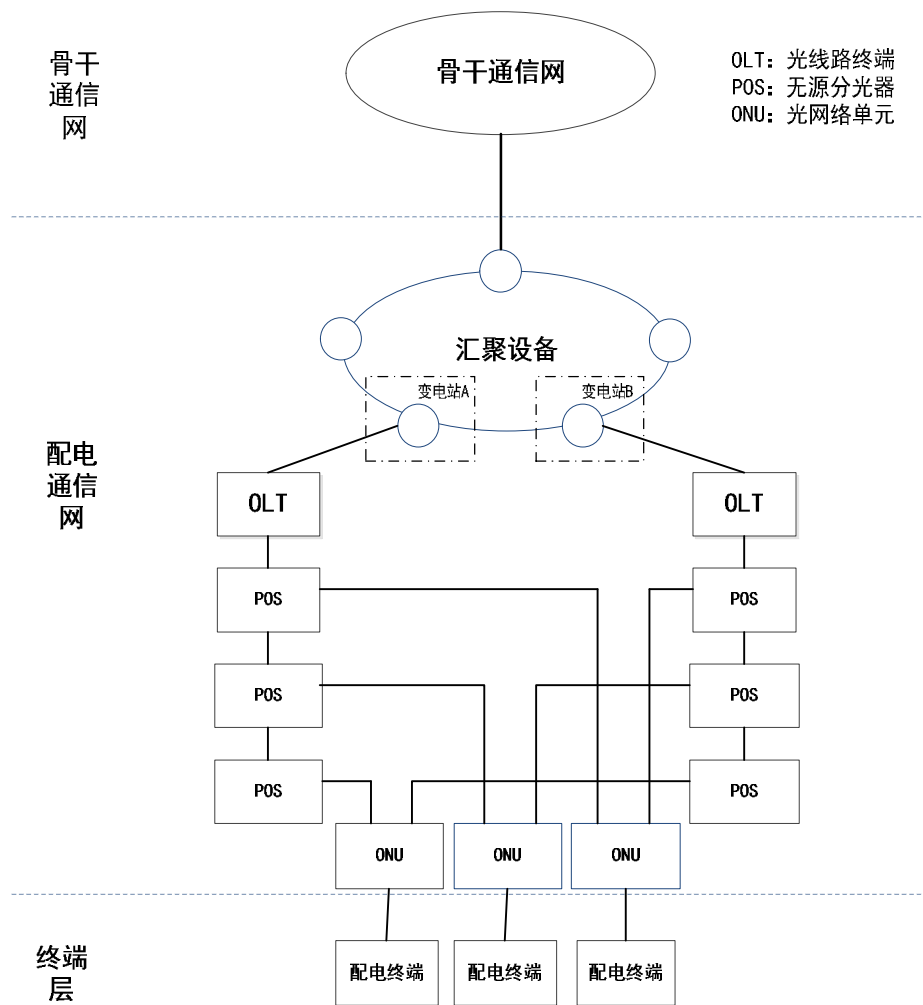 骨干
通信
网
骨干通信网
OLT: 光线路终端
POS: 无源分光器
ONU: 光网络单元
汇聚设备
变电站A
变电站B
配电
通信
网
OLT
OLT
POS
POS
POS
POS
POS
POS
ONU
ONU
ONU
终端
层
配电终端
配电终端
配电终端